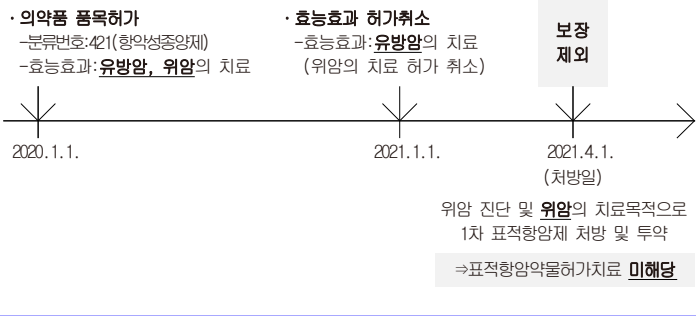 · 의약품 품목허가
-분류번호:421(항악성종양제)
-효능효과:유방암, 위암의 치료
· 효능효과 허가취소
-효능효과:유방암의 치료
(위암의 치료 허가 취소)
보장
제외
2020.1.1.
2021.1.1.
2021.4.1.
(처방일)
위암 진단 및 위암의 치료목적으로
1차 표적항암제 처방 및 투약
⇒표적항암약물허가치료 미해당